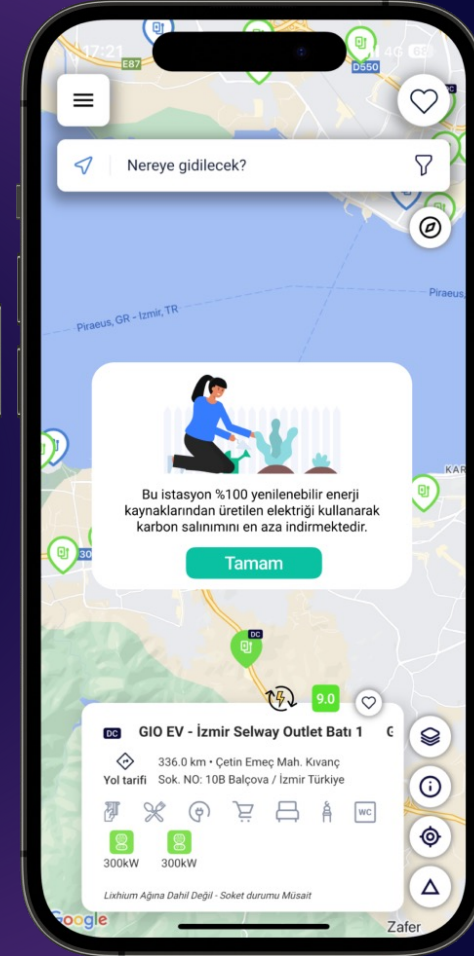 17:21
4G
E87
D550
Nereye gidilecek?
Piraeus,
Piraeus, GR - Izmir, TR
Bu istasyon %100 yenilenebilir enerji
kaynaklarından üretilen elektriği kullanarak
karbon salınımını en aza indirmektedir.
KAR
Tamam
30
DC
9.0
DC GIO EV - İzmir Selway Outlet Batı 1 G
336.0 km • Çetin Emeç Mah. Kıvanç
Yol tarifi Sok. NO: 10B Balçova / İzmir Türkiye
WC
300kW 300kW
Lixhium Ağına Dahil Değil - Soket durumu Müsait
Google
Zafer